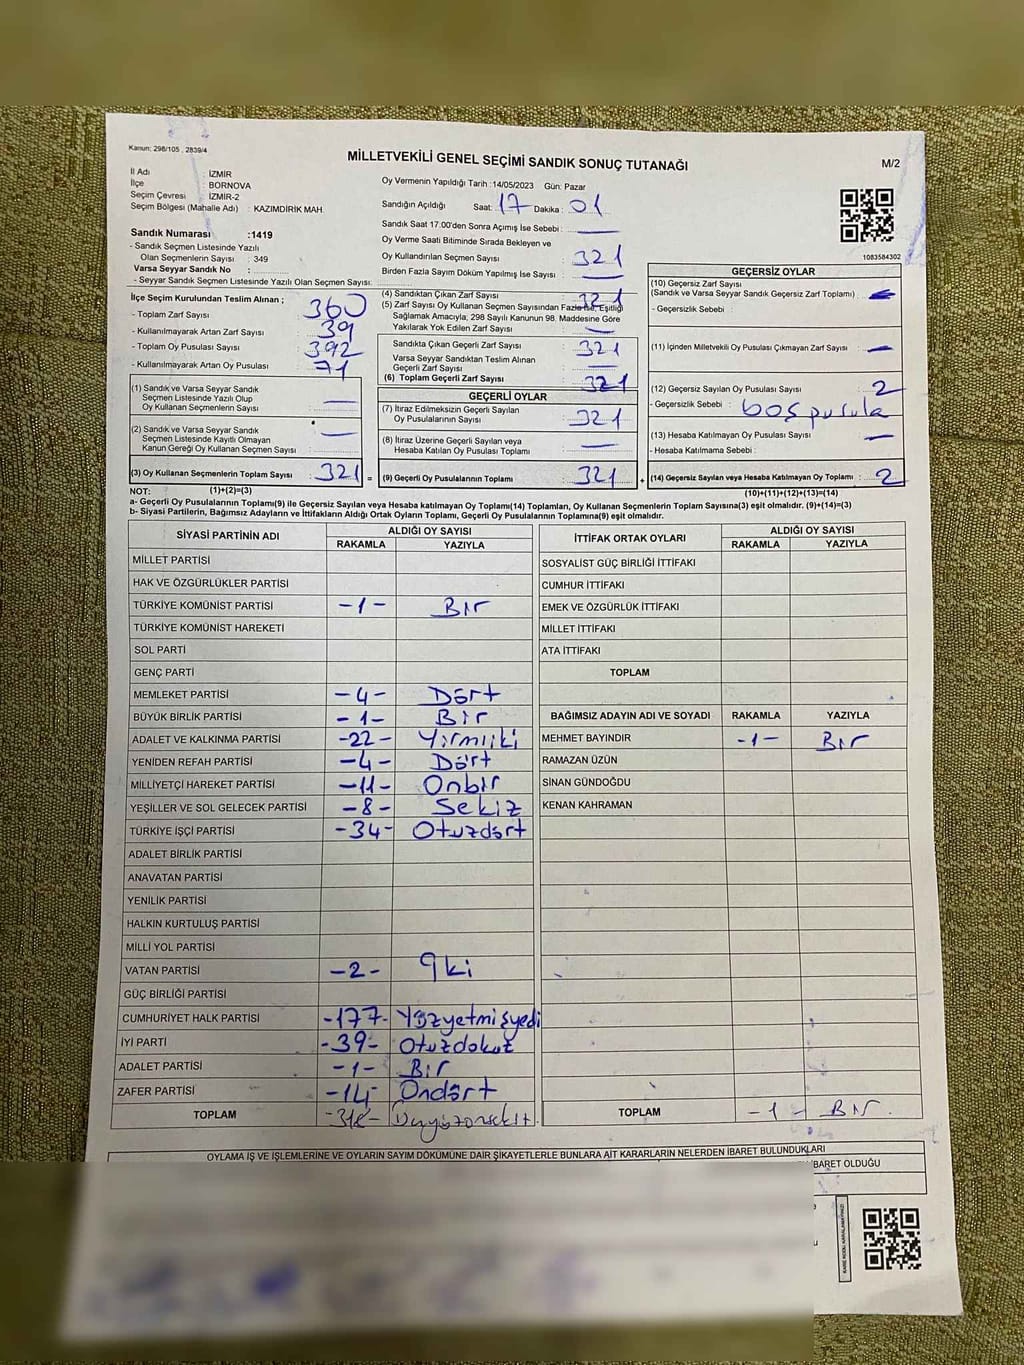 Kanun: 298/105 , 2839/4
MİLLETVEKİLİ GENEL SEÇİMİ SANDIK SONUÇ TUTANAĞI
M/2
İl Adı : İZMİR
İlçe : BORNOVA
Seçim Çevresi : İZMİR-2
Seçim Bölgesi (Mahalle Adı) : KAZIMDİRİK MAH.
Sandık Numarası :1419
- Sandık Seçmen Listesinde Yazılı
Olan Seçmenlerin Sayısı : 349
Varsa Seyyar Sandık No :
- Seyyar Sandık Seçmen Listesinde Yazılı Olan Seçmen Sayısı:
Oy Vermenin Yapıldığı Tarih :14/05/2023 Gün: Pazar
Sandığın Açıldığı Saat: 17 Dakika : 01
Sandık Saat 17.00'den Sonra Açımış İse Sebebi :
Oy Verme Saati Bitiminde Sırada Bekleyen ve
Oy Kullandırılan Seçmen Sayısı : 321
Birden Fazla Sayım Döküm Yapılmış İse Sayısı :
1083584302
İlçe Seçim Kurulundan Teslim Alınan ;
- Toplam Zarf Sayısı : 360
- Kullanılmayarak Artan Zarf Sayısı : 39
- Toplam Oy Pusulası Sayısı : 392
- Kullanılmayarak Artan Oy Pusulası : 71
(1) Sandık ve Varsa Seyyar Sandık
Seçmen Listesinde Yazılı Olup
Oy Kullanan Seçmenlerin Sayısı :
(2) Sandık ve Varsa Seyyar Sandık
Seçmen Listesinde Kayıtlı Olmayan
Kanun Gereği Oy Kullanan Seçmen Sayısı :
(3) Oy Kullanan Seçmenlerin Toplam Sayısı : 321 =
(4) Sandıktan Çıkan Zarf Sayısı : 321
(5) Zarf Sayısı Oy Kullanan Seçmen Sayısından Fazla İse, Eşitliği
Sağlamak Amacıyla, 298 Sayılı Kanunun 98. Maddesine Göre
Yakılarak Yok Edilen Zarf Sayısı :
Sandıkta Çıkan Geçerli Zarf Sayısı : 321
Varsa Seyyar Sandıktan Teslim Alınan
Geçerli Zarf Sayısı :
(6) Toplam Geçerli Zarf Sayısı : 321
GEÇERLİ OYLAR
(7) İtiraz Edilmeksizin Geçerli Sayılan
Oy Pusulalarının Sayısı : 321
(8) İtiraz Üzerine Geçerli Sayılan veya
Hesaba Katılan Oy Pusulası Toplamı :
(9) Geçerli Oy Pusulalarının Toplamı : 321 +
GEÇERSİZ OYLAR
(10) Geçersiz Zarf Sayısı
(Sandık ve Varsa Seyyar Sandık Geçersiz Zarf Toplamı) :
- Geçersiz Sebebi :
(11) İçinden Milletvekili Oy Pusulası Çıkmayan Zarf Sayısı :
(12) Geçersiz Sayılan Oy Pusulası Sayısı : 2
- Geçersizlik Sebebi : boş pusula
(13) Hesaba Katılmayan Oy Pusulası Sayısı :
- Hesaba Katılmama Sebebi :
(14) Geçersiz Sayılan veya Hesaba Katılmayan Oy Toplamı : 2
NOT: (1)+(2)=(3) (10)+(11)+(12)+(13)=(14)
a- Geçerli Oy Pusulalarının Toplamı(9) ile Geçersiz Sayılan veya Hesaba katılmayan Oy Toplamı(14) Toplamları, Oy Kullanan Seçmenlerin Toplam Sayısına(3) eşit olmalıdır. (9)+(14)=(3)
b- Siyasi Partilerin, Bağımsız Adayların ve İttifakların Aldığı Ortak Oyların Toplamı, Geçerli Oy Pusulalarının Toplamına(9) eşit olmalıdır.
SİYASİ PARTİNİN ADI ALDIĞI OY SAYISI
RAKAMLA YAZIYLA
MİLLET PARTİSİ
HAK VE ÖZGÜRLÜKLER PARTİSİ
TÜRKİYE KOMÜNİST PARTİSİ -1- Bir
TÜRKİYE KOMÜNİST HAREKETİ
SOL PARTİ
GENÇ PARTİ
MEMLEKET PARTİSİ -4- Dört
BÜYÜK BİRLİK PARTİSİ -1- Bir
ADALET VE KALKINMA PARTİSİ -22- Yirmiiki
YENİDEN REFAH PARTİSİ -4- Dört
MİLLİYETÇİ HAREKET PARTİSİ -11- Onbir
YEŞİLLER VE SOL GELECEK PARTİSİ -8- Sekiz
TÜRKİYE İŞÇİ PARTİSİ -34- Otuzdört
ADALET BİRLİK PARTİSİ
ANAVATAN PARTİSİ
YENİLİK PARTİSİ
HALKIN KURTULUŞ PARTİSİ
MİLLİ YOL PARTİSİ
VATAN PARTİSİ -2- İki
GÜÇ BİRLİĞİ PARTİSİ
CUMHURİYET HALK PARTİSİ -177- Yüzyetmişyedi
İYİ PARTİ -39- Otuzdokuz
ADALET PARTİSİ -1- Bir
ZAFER PARTİSİ -14- Ondört
TOPLAM -318- Üçyüzonsekiz
İTTİFAK ORTAK OYLARI ALDIĞI OY SAYISI
RAKAMLA YAZIYLA
SOSYALİST GÜÇ BİRLİĞİ İTTİFAKI
CUMHUR İTTİFAKI
EMEK VE ÖZGÜRLÜK İTTİFAKI
MİLLET İTTİFAKI
ATA İTTİFAKI
TOPLAM
BAĞIMSIZ ADAYIN ADI VE SOYADI RAKAMLA YAZIYLA
MEHMET BAYINDIR -1- Bir
RAMAZAN ÜZÜN
SİNAN GÜNDOĞDU
KENAN KAHRAMAN
TOPLAM -1- Bir
OYLAMA İŞ VE İŞLEMLERİNE VE OYLARIN SAYIM DÖKÜMÜNE DAİR ŞİKAYETLERLE BUNLARA AİT KARARLARIN NELERDEN İBARET BULUNDUKLARI
İBARET OLDUĞU